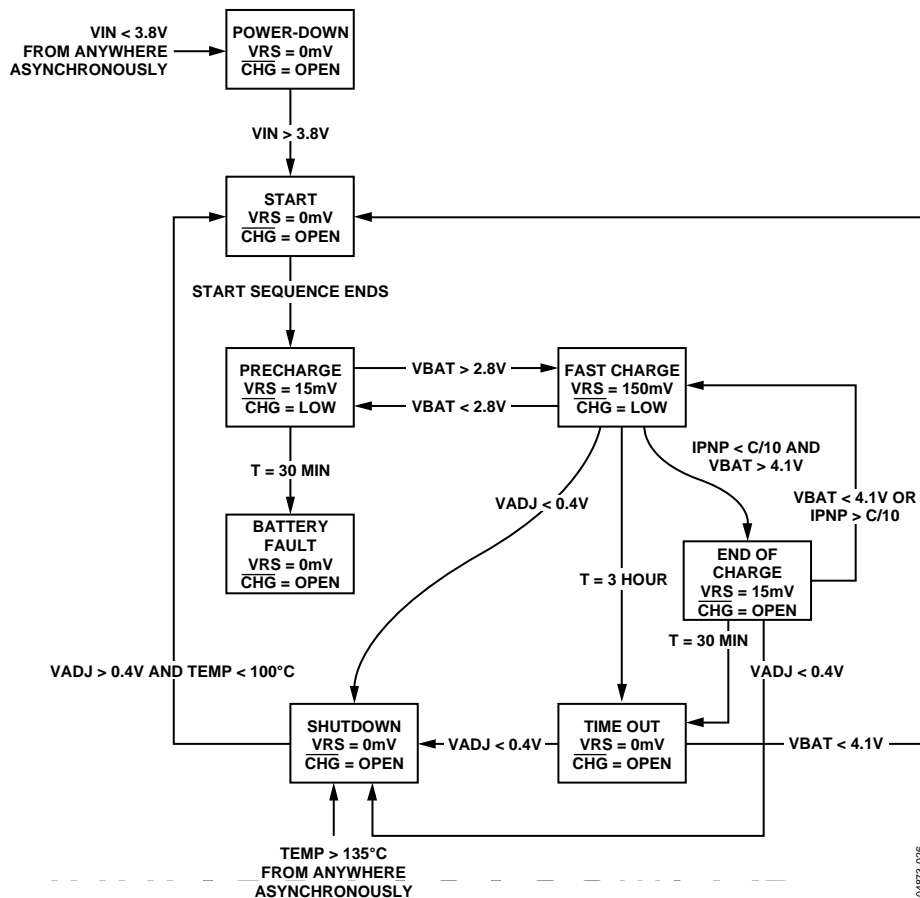 VIN < 3.8V
FROM ANYWHERE
ASYNCHRONOUSLY
POWER-DOWN
VRS = 0mV
CHG = OPEN
VIN > 3.8V
START
VRS = 0mV
CHG = OPEN
START SEQUENCE ENDS
PRECHARGE
VRS = 15mV
CHG = LOW
VBAT > 2.8V
VBAT < 2.8V
FAST CHARGE
VRS = 150mV
CHG = LOW
T = 30 MIN
BATTERY
FAULT
VRS = 0mV
CHG = OPEN
VADJ < 0.4V
T = 3 HOUR
IPNP < C/10 AND
VBAT > 4.1V
VBAT < 4.1V OR
IPNP > C/10
END OF
CHARGE
VRS = 15mV
CHG = OPEN
T = 30 MIN
VADJ < 0.4V
VADJ > 0.4V AND TEMP < 100°C
SHUTDOWN
VRS = 0mV
CHG = OPEN
VADJ < 0.4V
TIME OUT
VRS = 0mV
CHG = OPEN
VBAT < 4.1V
TEMP > 135°C
FROM ANYWHERE
ASYNCHRONOUSLY
04873-026